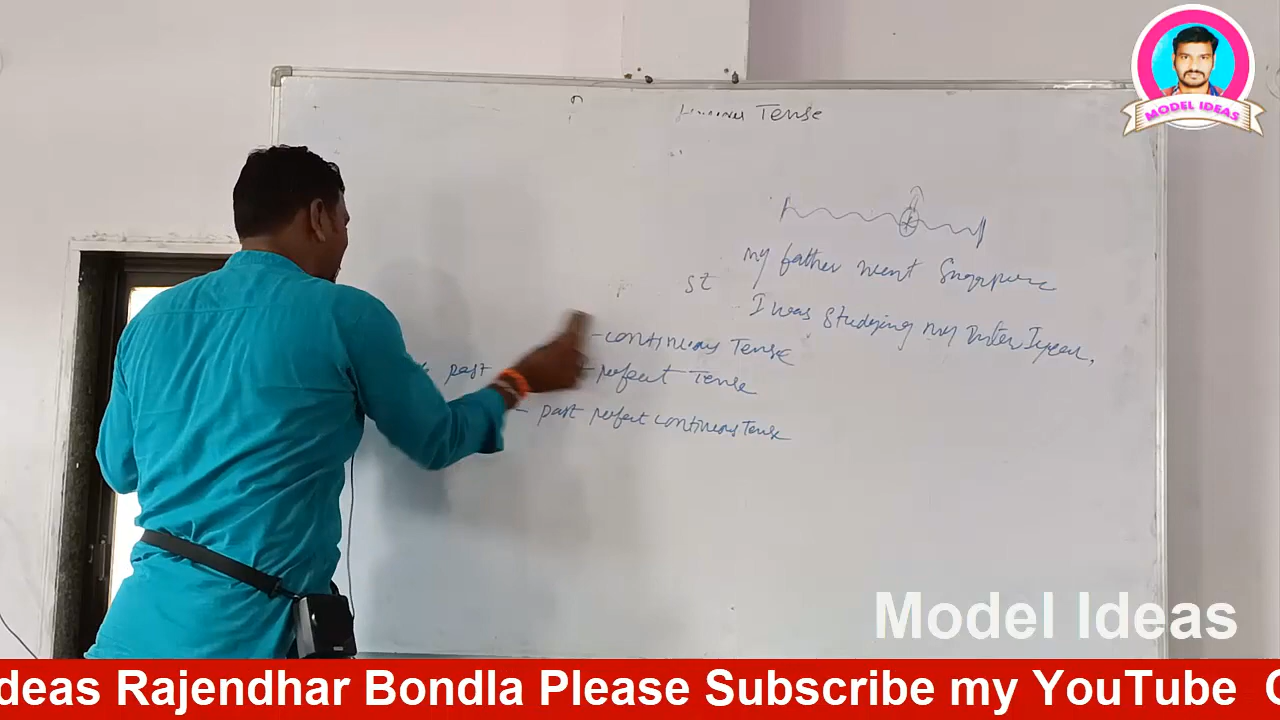 Tense
MODEL IDEAS
my father went
st
I was studying my Inter I year.
- continuous Tense
past perfect Tense
- past perfect continuous Tense
Model Ideas
deas Rajendhar Bondla Please Subscribe my YouTube C